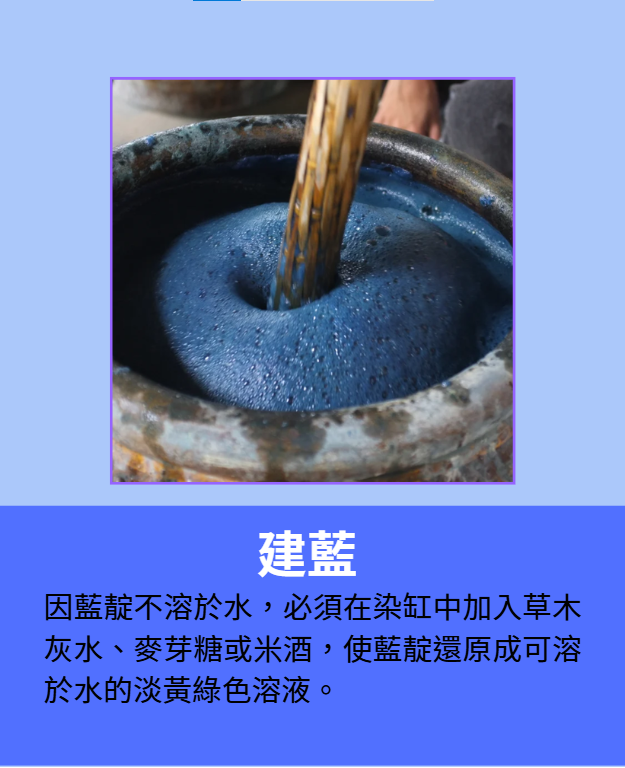 建藍
因藍靛不溶於水，必須在染缸中加入草木
灰水、麥芽糖或米酒，使藍靛還原成可溶
於水的淡黃綠色溶液。